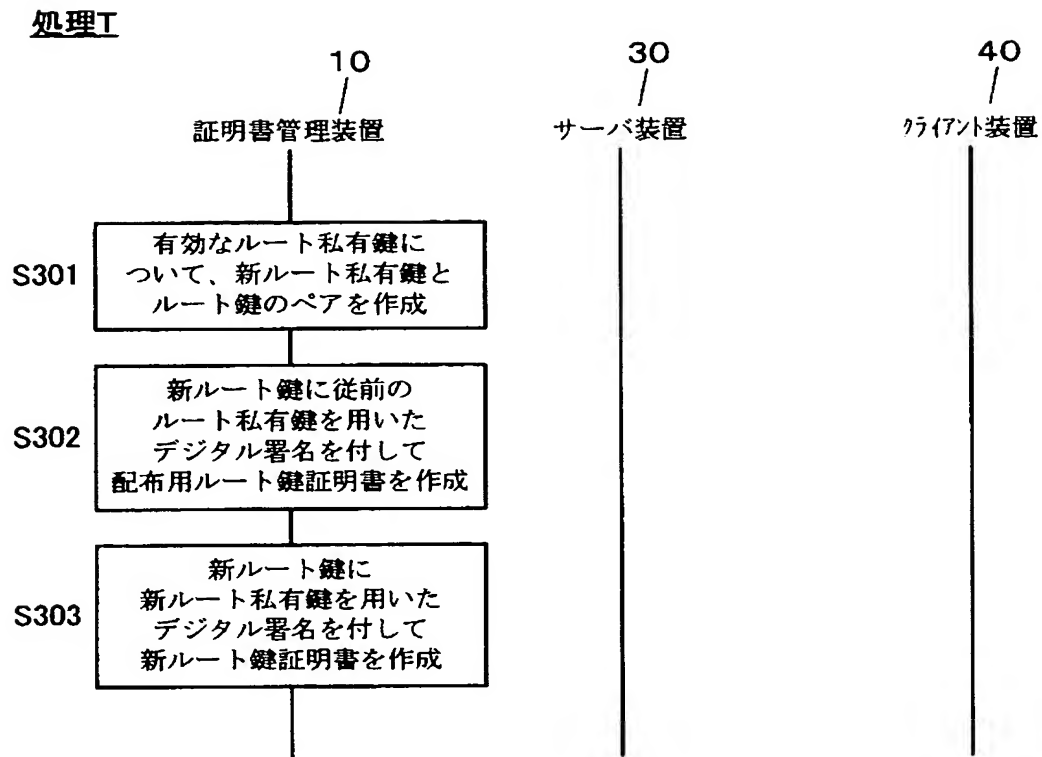 処理T
10
30
40
証明書管理装置
サーバ装置
クライアント装置
S301
有効なルート私有鍵に
ついて、新ルート私有鍵と
ルート鍵のペアを作成
S302
新ルート鍵に従前の
ルート私有鍵を用いた
デジタル署名を付して
配布用ルート鍵証明書を作成
S303
新ルート鍵に
新ルート私有鍵を用いた
デジタル署名を付して
新ルート鍵証明書を作成